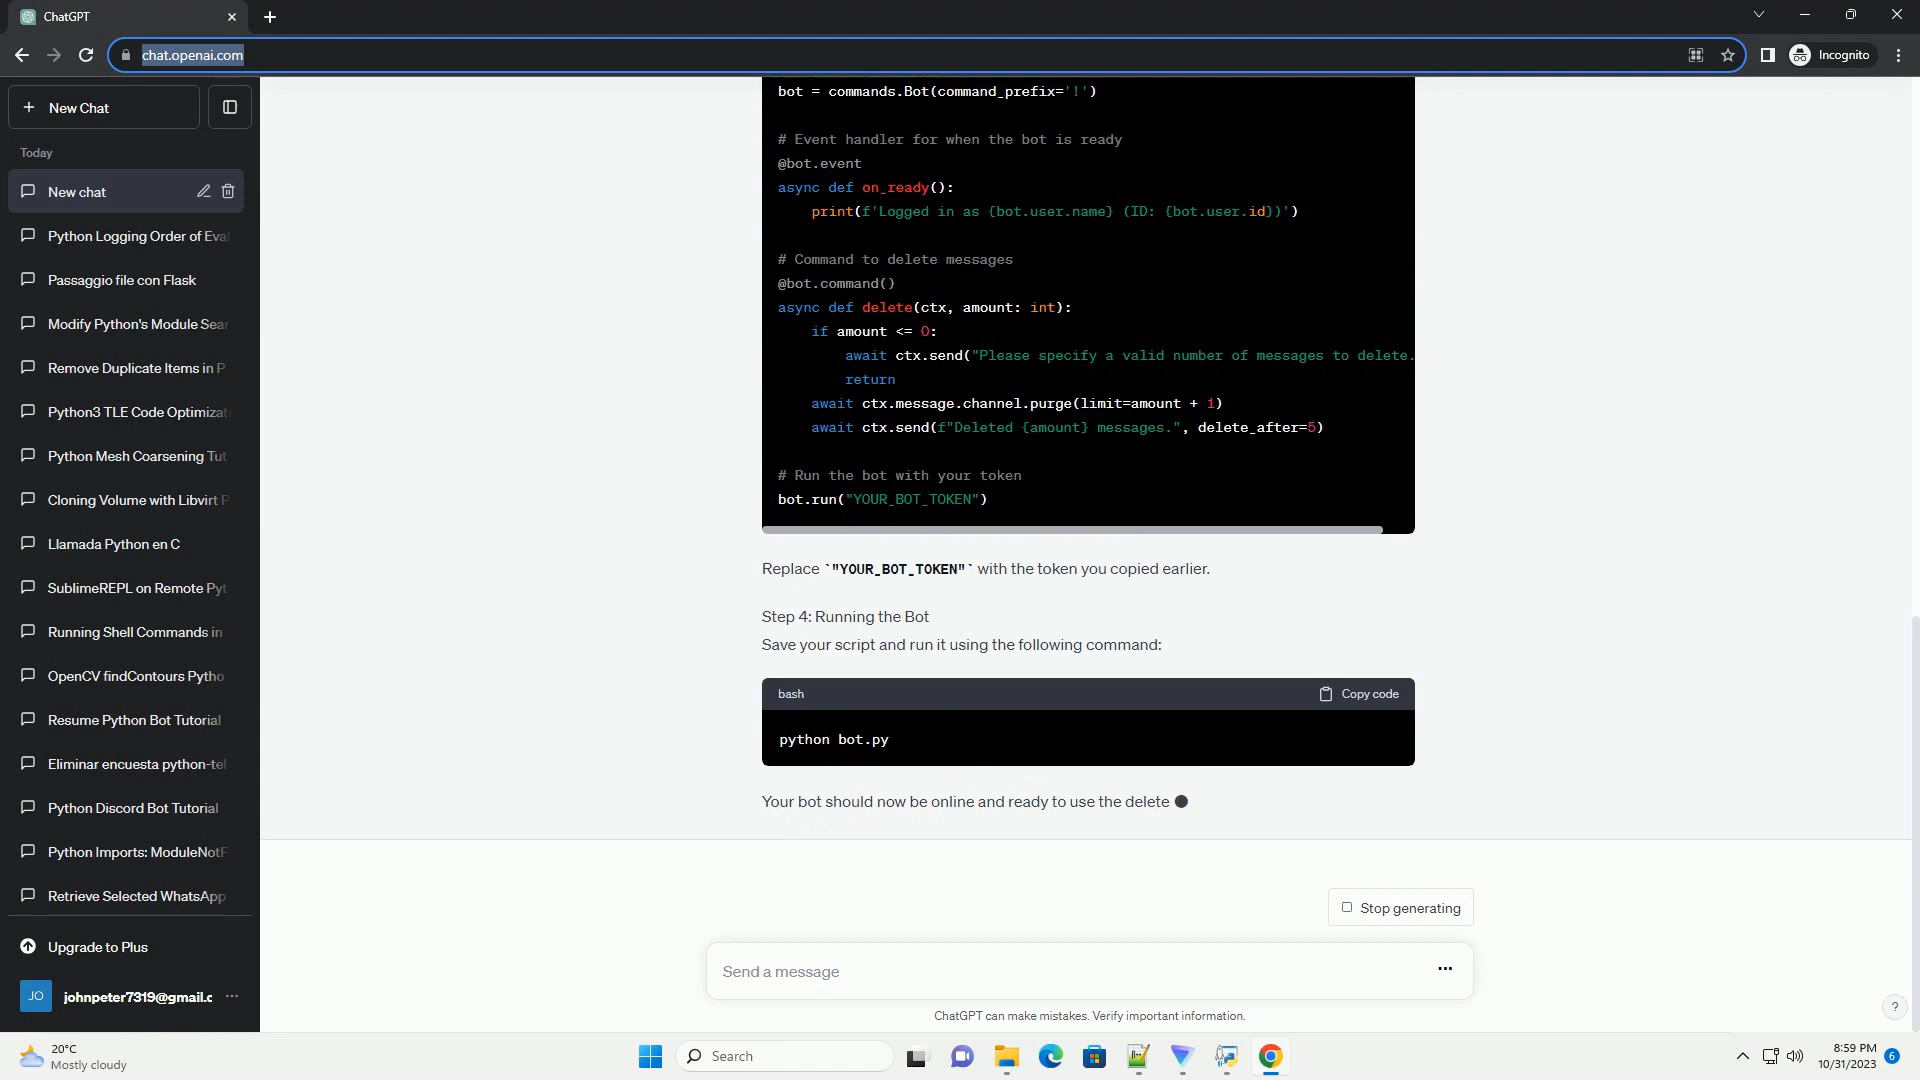 ChatGPT
chat.openai.com
Incognito
New Chat
Today
New chat
Python Logging Order of Eval
Passaggio file con Flask
Modify Python's Module Sear
Remove Duplicate Items in P
Python3 TLE Code Optimizat
Python Mesh Coarsening Tut
Cloning Volume with Libvirt P
Llamada Python en C
SublimeREPL on Remote Pyt
Running Shell Commands in
OpenCV findContours Pytho
Resume Python Bot Tutorial
Eliminar encuesta python-tel
Python Discord Bot Tutorial
Python Imports: ModuleNotF
Retrieve Selected WhatsApp
Upgrade to Plus
JO johnpeter7319@gmail.c
bot = commands.Bot(command_prefix='!')
# Event handler for when the bot is ready
@bot.event
async def on_ready():
print(f'Logged in as {bot.user.name} (ID: {bot.user.id})')
# Command to delete messages
@bot.command()
async def delete(ctx, amount: int):
if amount <= 0:
await ctx.send("Please specify a valid number of messages to delete.
return
await ctx.message.channel.purge(limit=amount + 1)
await ctx.send(f"Deleted {amount} messages.", delete_after=5)
# Run the bot with your token
bot.run("YOUR_BOT_TOKEN")
Replace `"YOUR_BOT_TOKEN"` with the token you copied earlier.
Step 4: Running the Bot
Save your script and run it using the following command:
bash Copy code
python bot.py
Your bot should now be online and ready to use the delete
Stop generating
Send a message
ChatGPT can make mistakes. Verify important information.
?
20°C
Mostly cloudy
Search
8:59 PM
10/31/2023
6